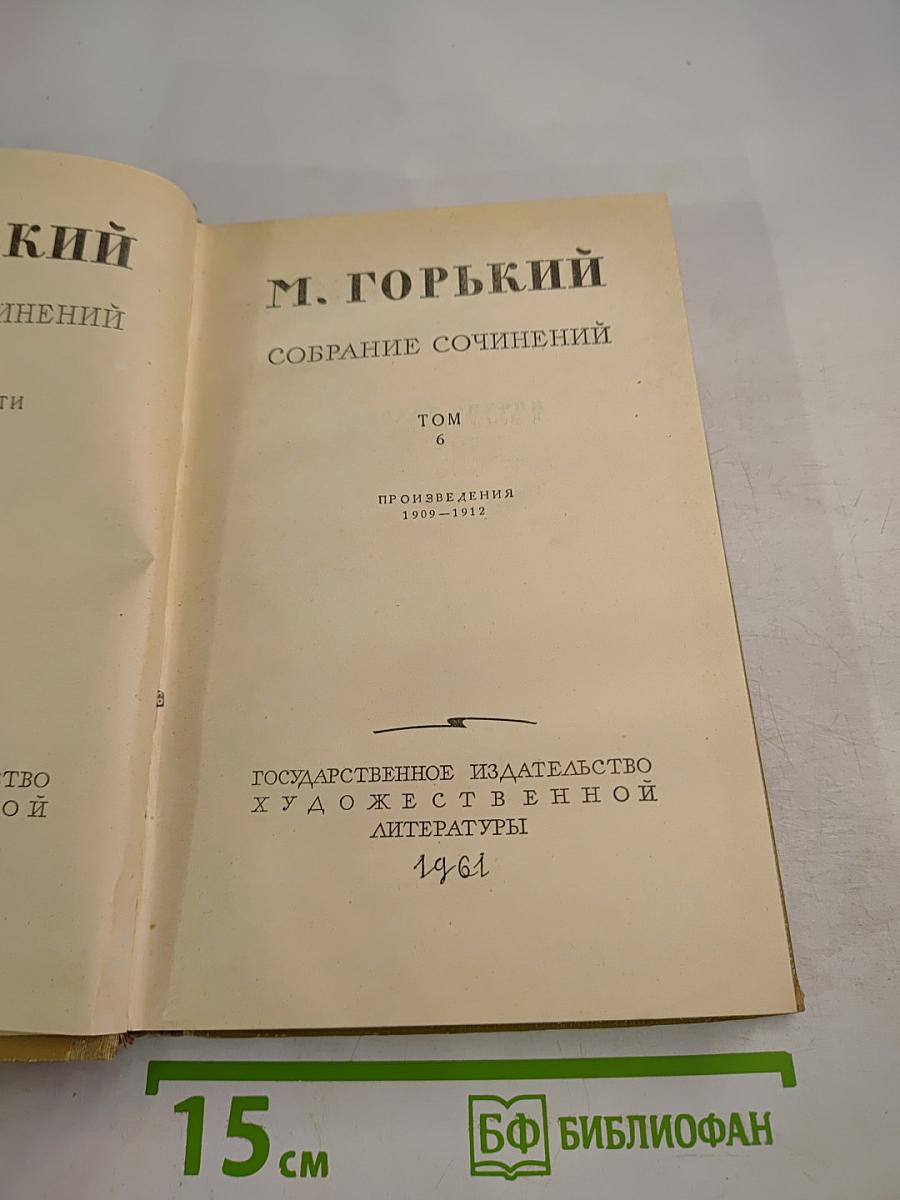 КИЙ
ИНЕНИЙ
ТИ
СТВО
ОЙ
М. ГОРЬКИЙ
СОБРАНИЕ СОЧИНЕНИЙ
ТОМ
6
ПРОИЗВЕДЕНИЯ
1909—1912
ГОСУДАРСТВЕННОЕ ИЗДАТЕЛЬСТВО
ХУДОЖЕСТВЕННОЙ
ЛИТЕРАТУРЫ
1961
15 см
БФ БИБЛИОФАН